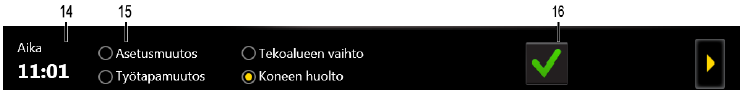 14 15 16
Aika
11:01
Asetusmuutos
Työtapamuutos
Tekoalueen vaihto
Koneen huolto